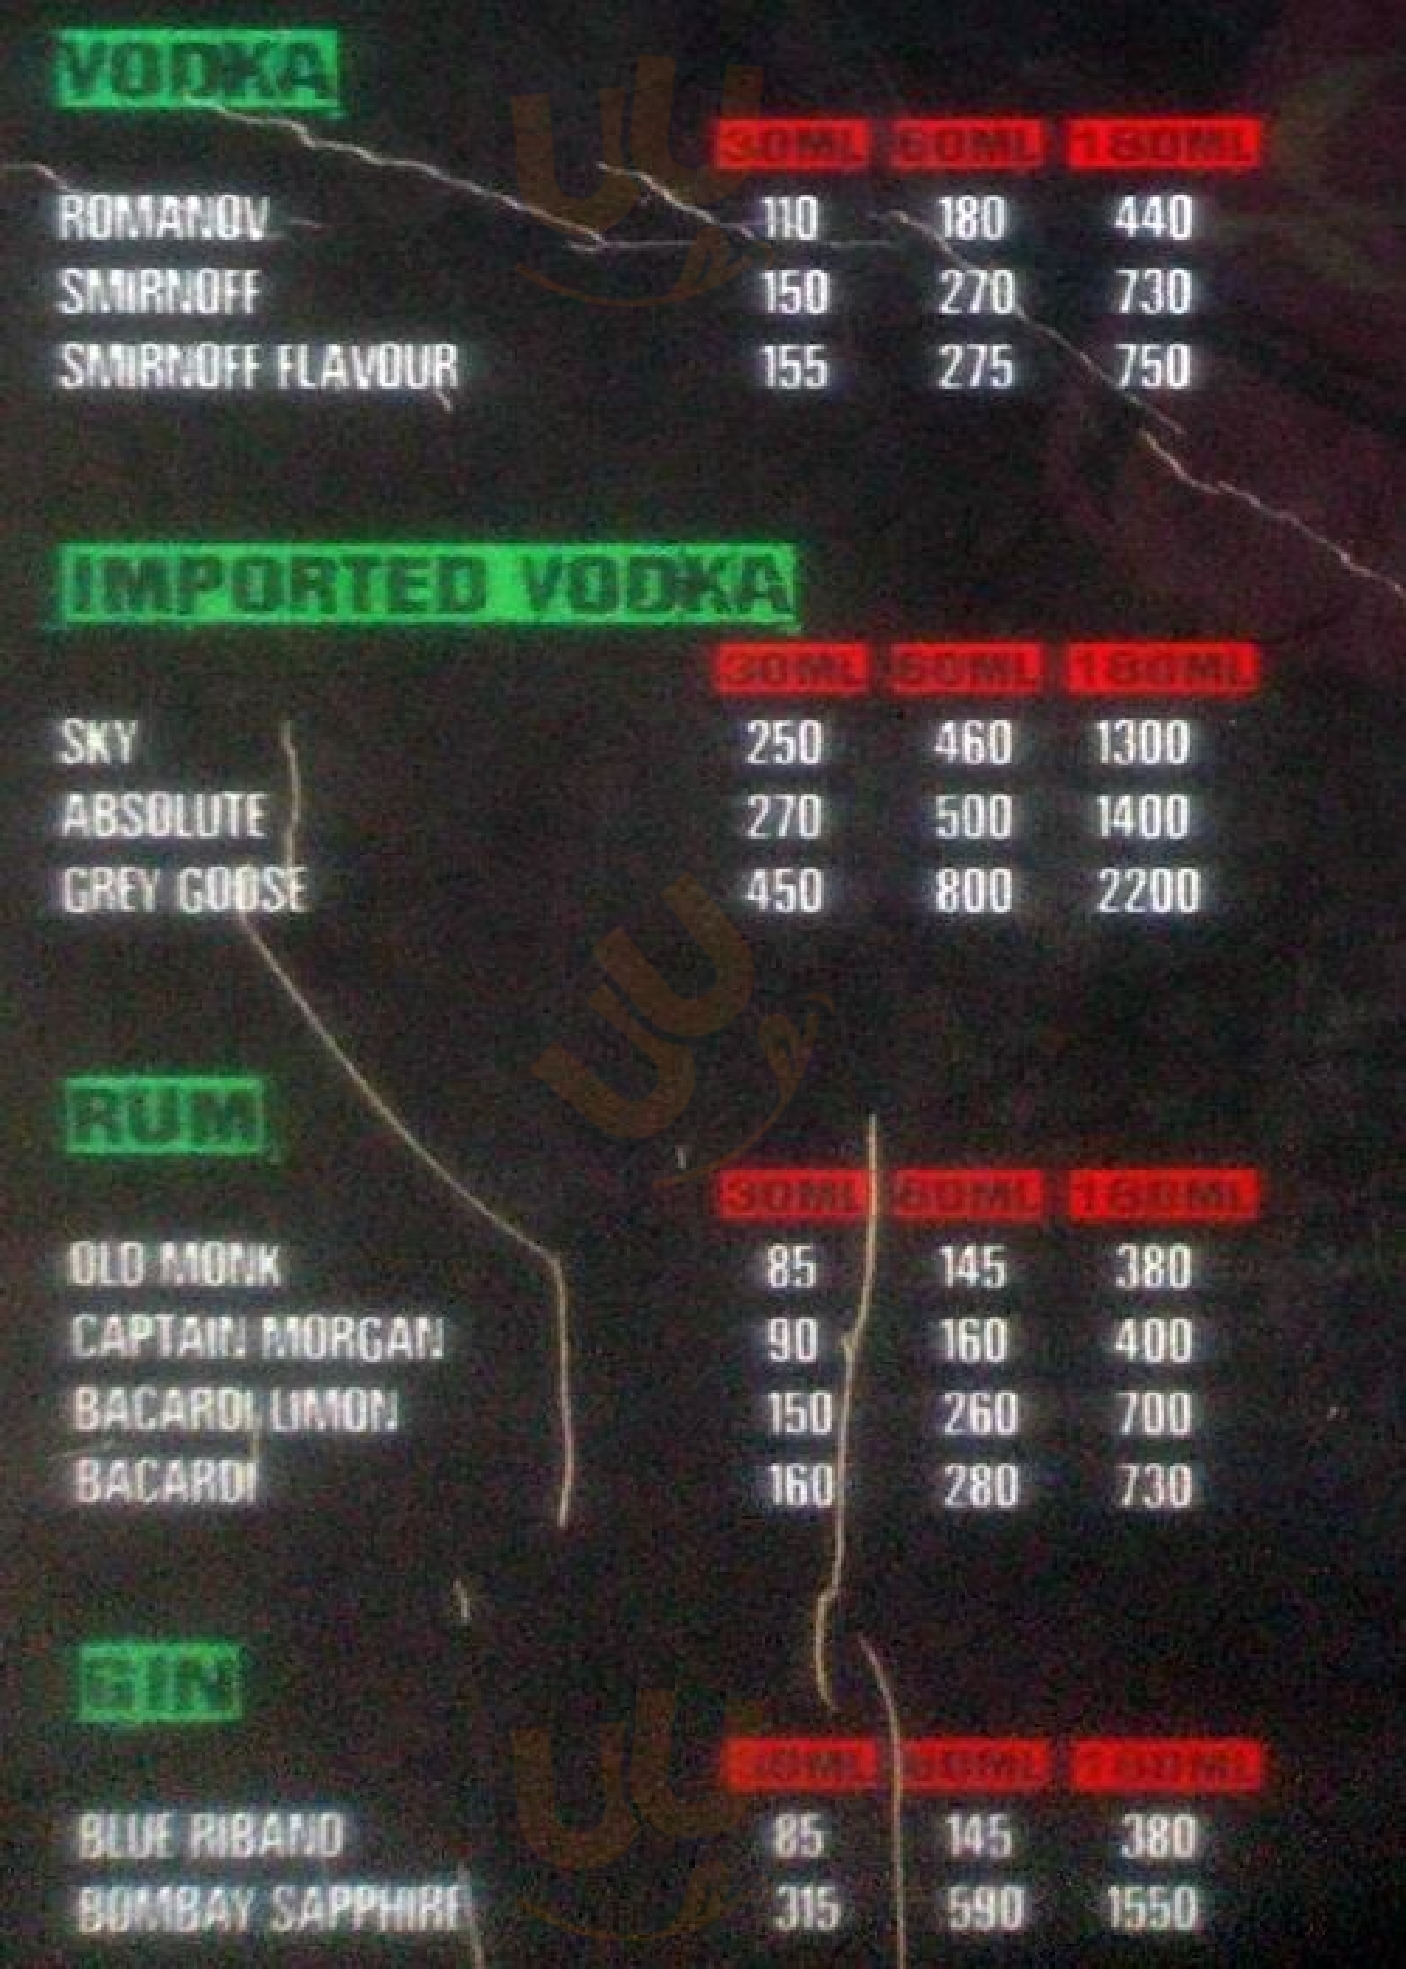 VODKA
30ML 60ML 180ML
ROMANOV 110 180 440
SMIRNOFF 150 270 730
SMIRNOFF FLAVOUR 155 275 750
IMPORTED VODKA
30ML 60ML 180ML
SKY 250 460 1300
ABSOLUTE 270 500 1400
GREY GOOSE 450 800 2200
RUM
30ML 60ML 180ML
OLD MONK 85 145 380
CAPTAIN MORGAN 90 160 400
BACARDI LIMON 150 260 700
BACARDI 160 280 730
GIN
30ML 60ML 180ML
BLUE RIBAND 85 145 380
BOMBAY SAPPHIRE 315 590 1550